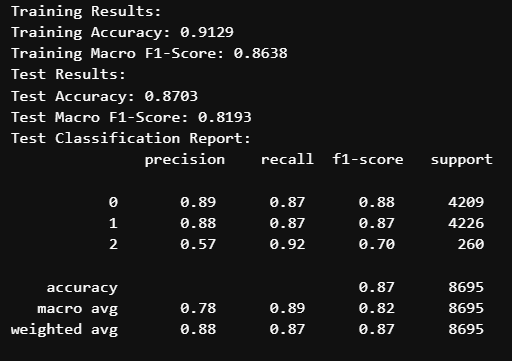 Training Results:
Training Accuracy: 0.9129
Training Macro F1-Score: 0.8638
Test Results:
Test Accuracy: 0.8703
Test Macro F1-Score: 0.8193
Test Classification Report:
precision recall f1-score support
0 0.89 0.87 0.88 4209
1 0.88 0.87 0.87 4226
2 0.57 0.92 0.70 260
accuracy 0.87 8695
macro avg 0.78 0.89 0.82 8695
weighted avg 0.88 0.87 0.87 8695